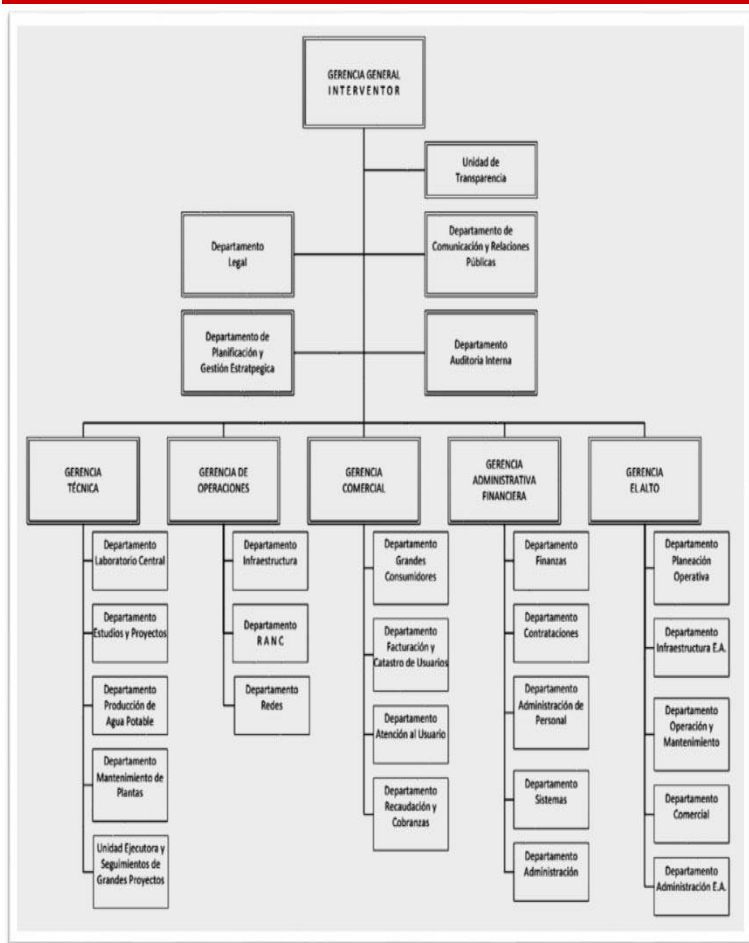 GERENCIA GENERAL
INTERVENTOR
Unidad de
Transparencia
Departamento
Legal
Departamento de
Comunicación y Relaciones
Públicas
Departamento de
Planificación y
Gestión Estratpegica
Departamento
Auditoria Interna
GERENCIA
TÉCNICA
GERENCIA DE
OPERACIONES
GERENCIA
COMERCIAL
GERENCIA
ADMINISTRATIVA
FINANCIERA
GERENCIA
EL ALTO
Departamento
Laboratorio Central
Departamento
Estudios y Proyectos
Departamento
Producción de
Agua Potable
Departamento
Mantenimiento de
Plantas
Unidad Ejecutora y
Seguimientos de
Grandes Proyectos
Departamento
Infraestructura
Departamento
R A N C
Departamento
Redes
Departamento
Grandes
Consumidores
Departamento
Facturación y
Catastro de Usuarios
Departamento
Atención al Usuario
Departamento
Recaudación y
Cobranzas
Departamento
Finanzas
Departamento
Contrataciones
Departamento
Administración de
Personal
Departamento
Sistemas
Departamento
Administración
Departamento
Planeación
Operativa
Departamento
Infraestructura E.A.
Departamento
Operación y
Mantenimiento
Departamento
Comercial
Departamento
Administración E.A.